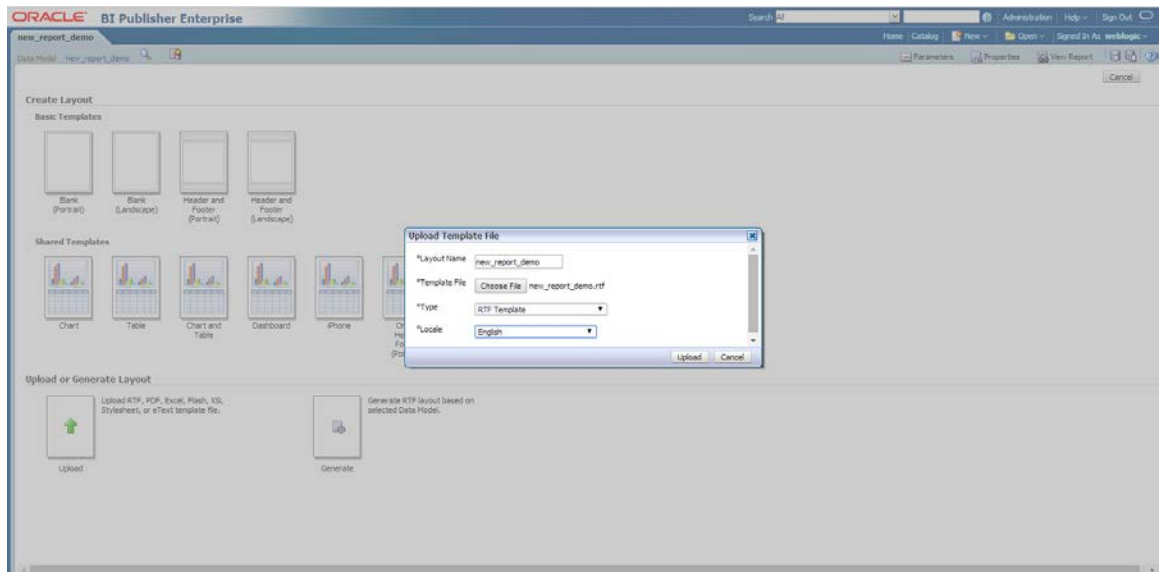 ORACLE BI Publisher Enterprise
Search All
Administration Help Sign Out
new_report_demo
Home Catalog New Open Signed In As weblogic
Data Model new_report_demo
Parameters Properties View Report
Cancel
Create Layout
Basic Templates
Blank
(Portrait)
Blank
(Landscape)
Header and
Footer
(Portrait)
Header and
Footer
(Landscape)
Shared Templates
Chart
Table
Chart and
Table
Dashboard
iPhone
Upload Template File
*Layout Name new_report_demo
*Template File Choose File new_report_demo.rtf
*Type RTF Template
*Locale English
Upload Cancel
Upload or Generate Layout
Upload RTF, PDF, Excel, Flash, XSL
Stylesheet, or eText template file.
Upload
Generate RTF layout based on
selected Data Model.
Generate